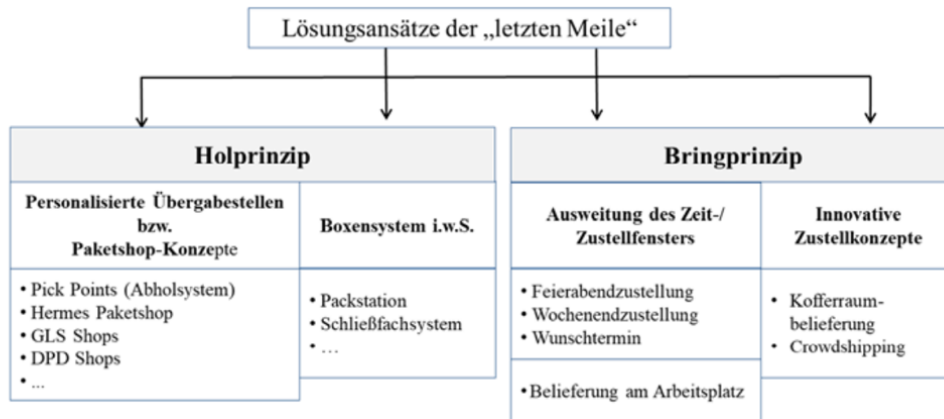 Lösungsansätze der „letzten Meile“
Holprinzip
Personalisierte Übergabestellen
bzw.
Paketshop-Konzepte
• Pick Points (Abholsystem)
• Hermes Paketshop
• GLS Shops
• DPD Shops
• ...
Boxensystem i.w.S.
• Packstation
• Schließfachsystem
• …
Bringprinzip
Ausweitung des Zeit-/
Zustellfensters
• Feierabendzustellung
• Wochenendzustellung
• Wunschtermin
• Belieferung am Arbeitsplatz
Innovative
Zustellkonzepte
• Kofferraum-
belieferung
• Crowdshipping